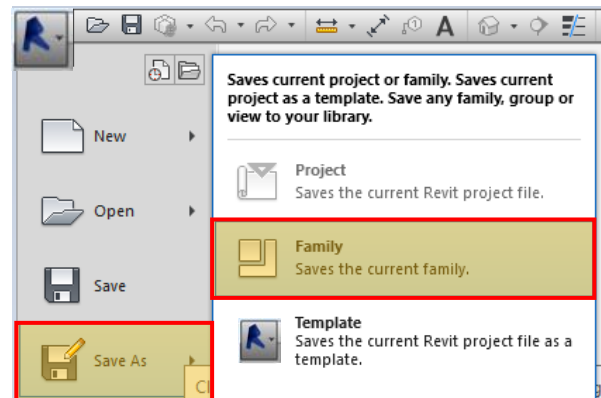 A
Saves current project or family. Saves current
project as a template. Save any family, group or
view to your library.
New
Project
Saves the current Revit project file.
Open
Family
Saves the current family.
Save
Template
Saves the current Revit project file as a
template.
Save As